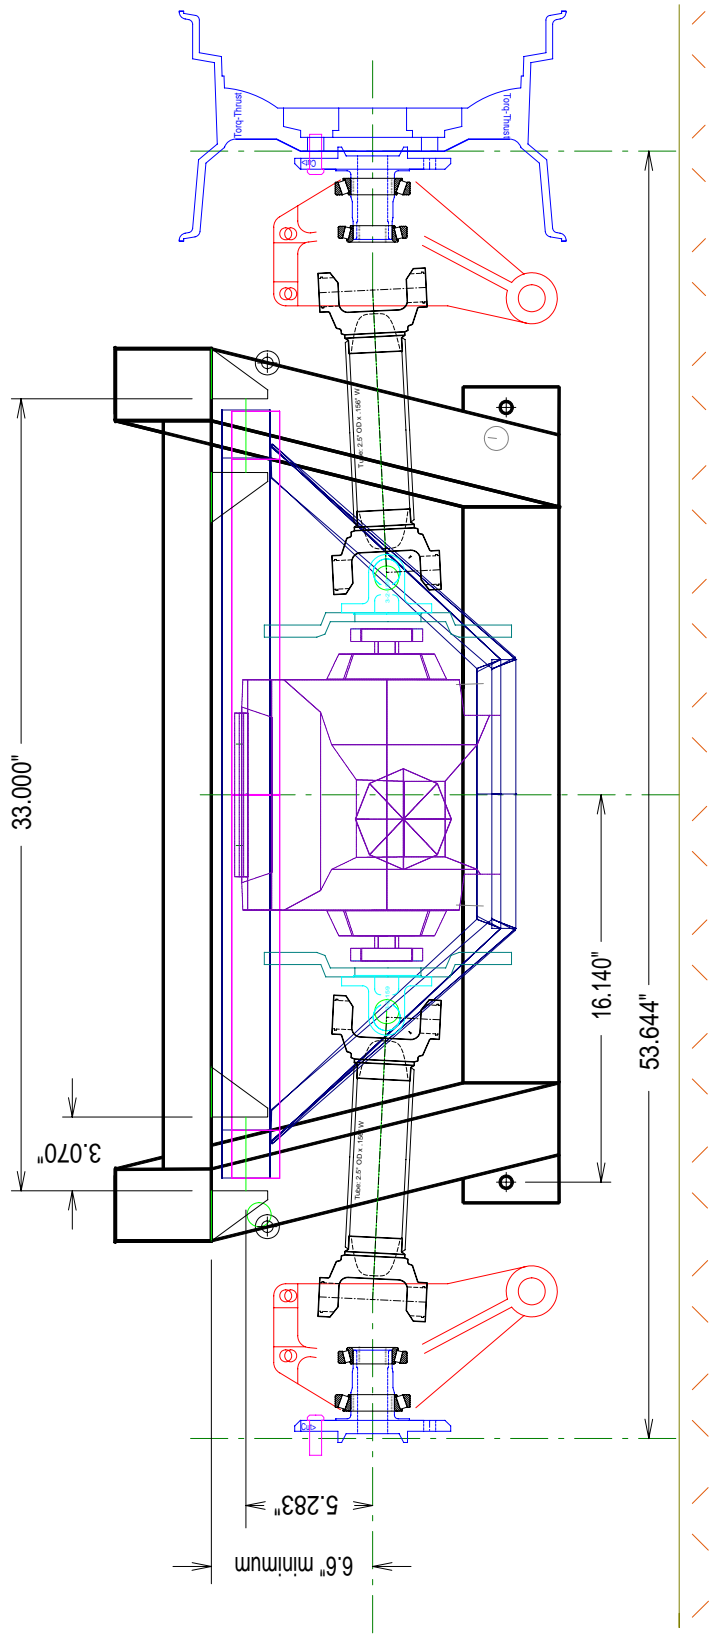 Torq-Thrust
Torq-Thrust
Tube: 2.5" OD x .156" W
33.000"
16.140"
53.644"
3.070"
Tube: 2.5" OD x .156" W
5.283"
6.6" minimum